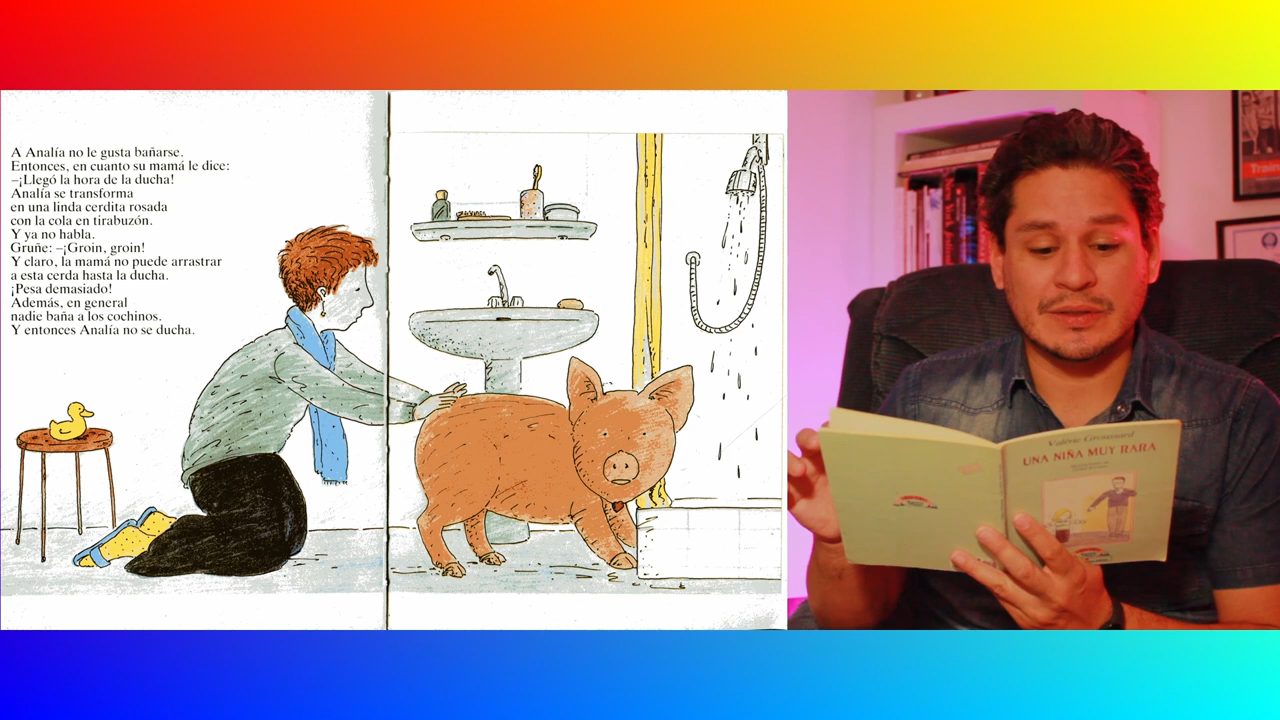 A Analía no le gusta bañarse.
Entonces, en cuanto su mamá le dice:
–¡Llegó la hora de la ducha!
Analía se transforma
en una linda cerdita rosada
con la cola en tirabuzón.
Y ya no habla.
Gruñe: –¡Groin, groin!
Y claro, la mamá no puede arrastrar
a esta cerda hasta la ducha.
¡Pesa demasiado!
Además, en general
nadie baña a los cochinos.
Y entonces Analía no se ducha.
UNA NIÑA MUY RARA